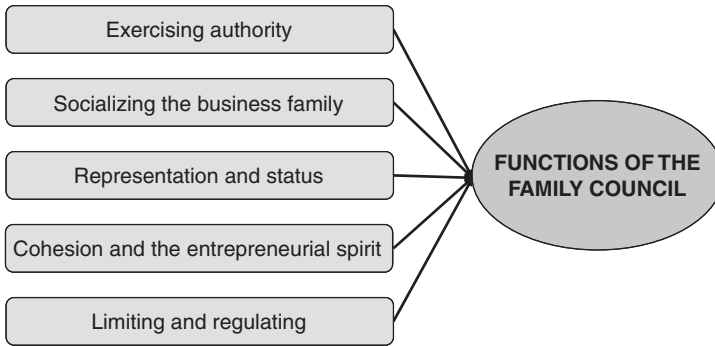 Exercising authority
Socializing the business family
Representation and status
Cohesion and the entrepreneurial spirit
Limiting and regulating
FUNCTIONS OF THE
FAMILY COUNCIL